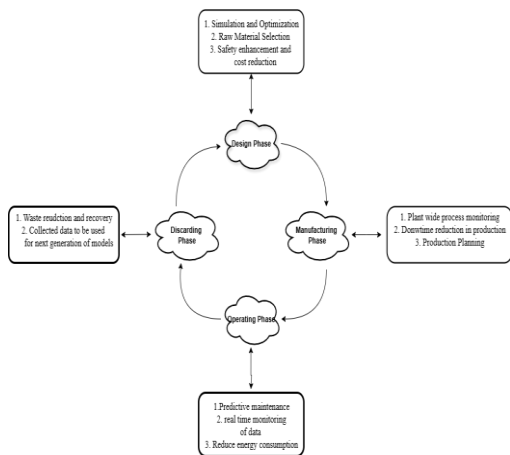 1. Simulation and Optimization
2. Raw Material Selection
3. Safety enhancement and
cost reduction
Design Phase
1. Waste reudction and recovery
2. Collected data to be used
for next generation of models
Discarding
Phase
Manufacturing
Phase
1. Plant wide process monitoring
2. Donwtime reduction in production
3. Production Planning
Operating Phase
1.Predictive maintenance
2. real time monitoring
of data
3. Reduce energy consumption